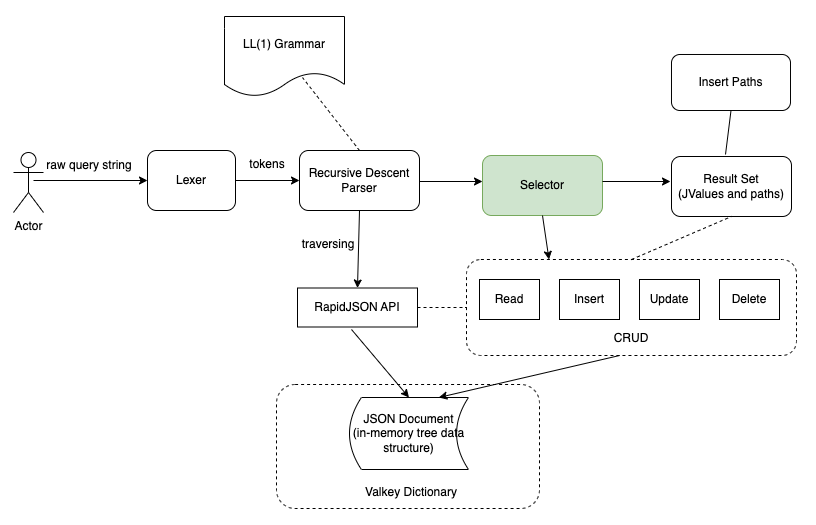 LL(1) Grammar
Insert Paths
raw query string
Lexer
tokens
Recursive Descent
Parser
Selector
Result Set
(JValues and paths)
Actor
traversing
RapidJSON API
Read
Insert
Update
Delete
CRUD
JSON Document
(in-memory tree data
structure)
Valkey Dictionary